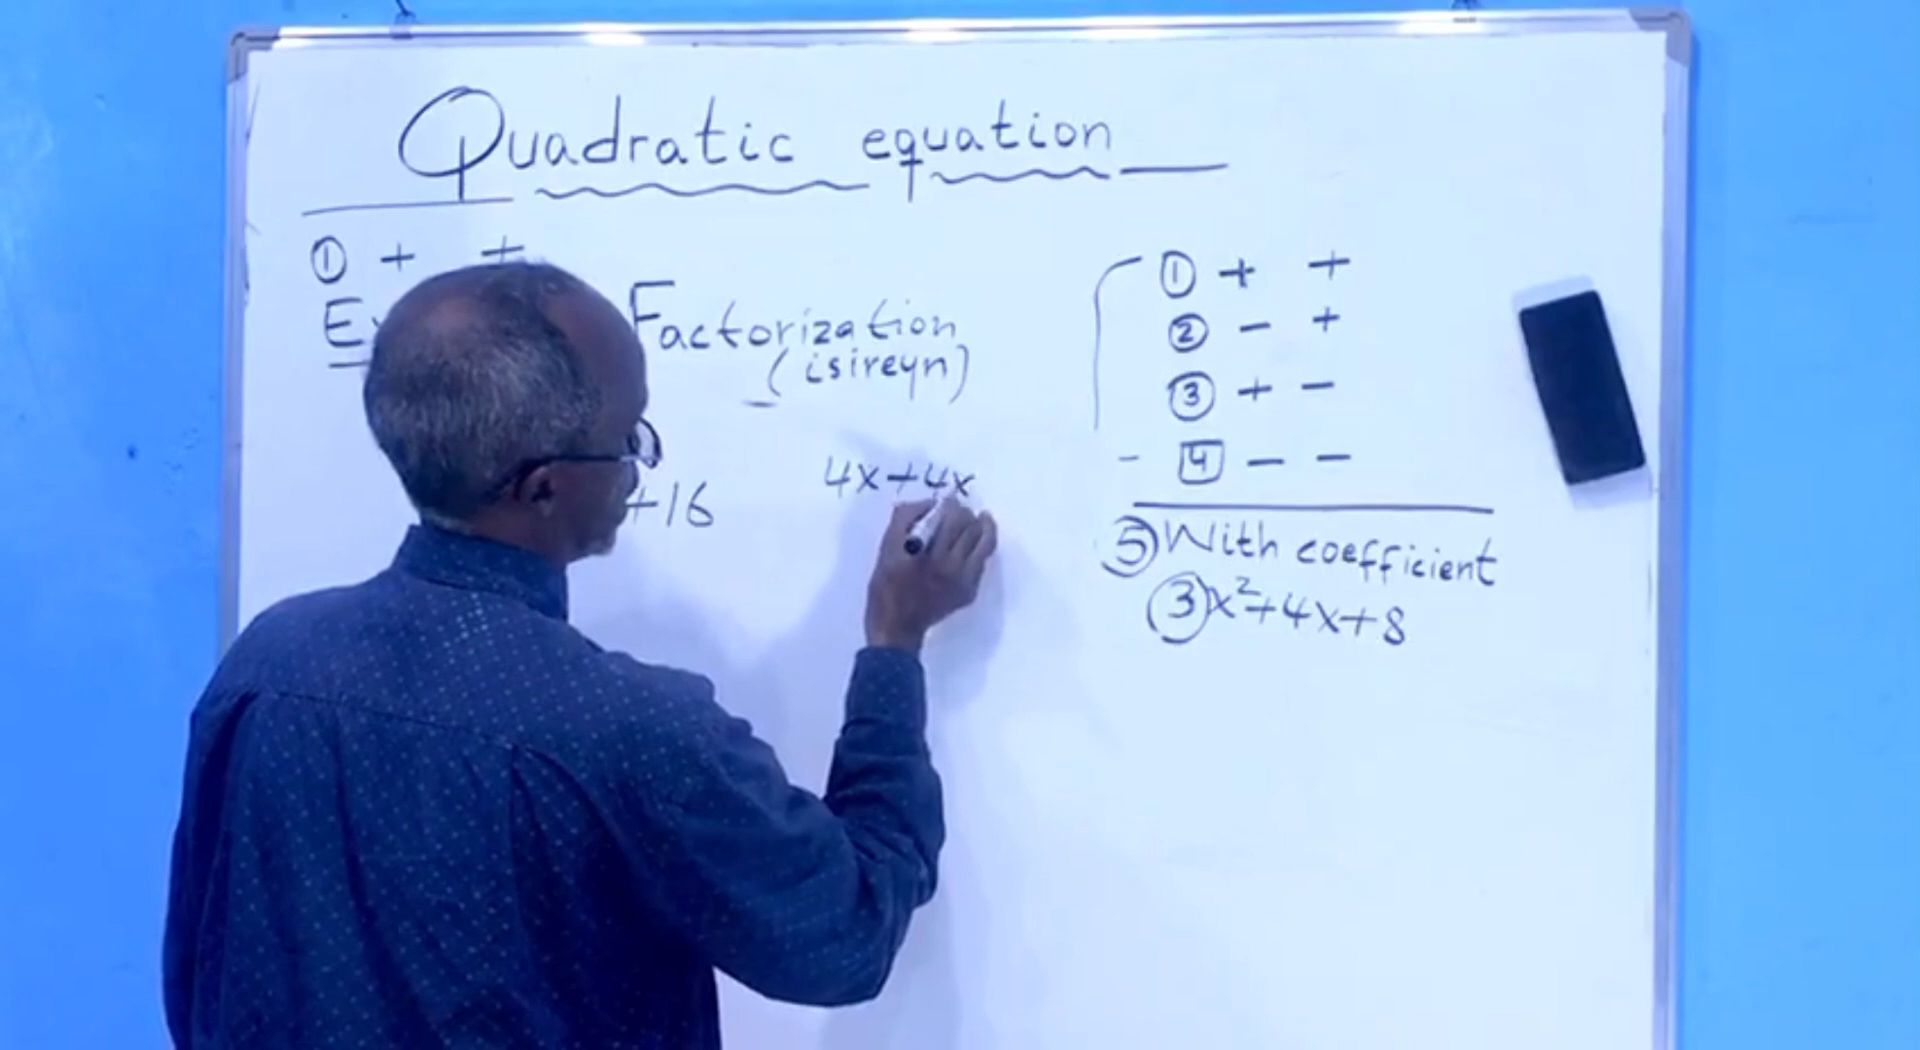 Quadratic equation
① + +
Factorization
(isireyn)
+16
4x+4x
① + +
② - +
③ + -
4 - -
⑤ With coefficient
③x²+4x+8